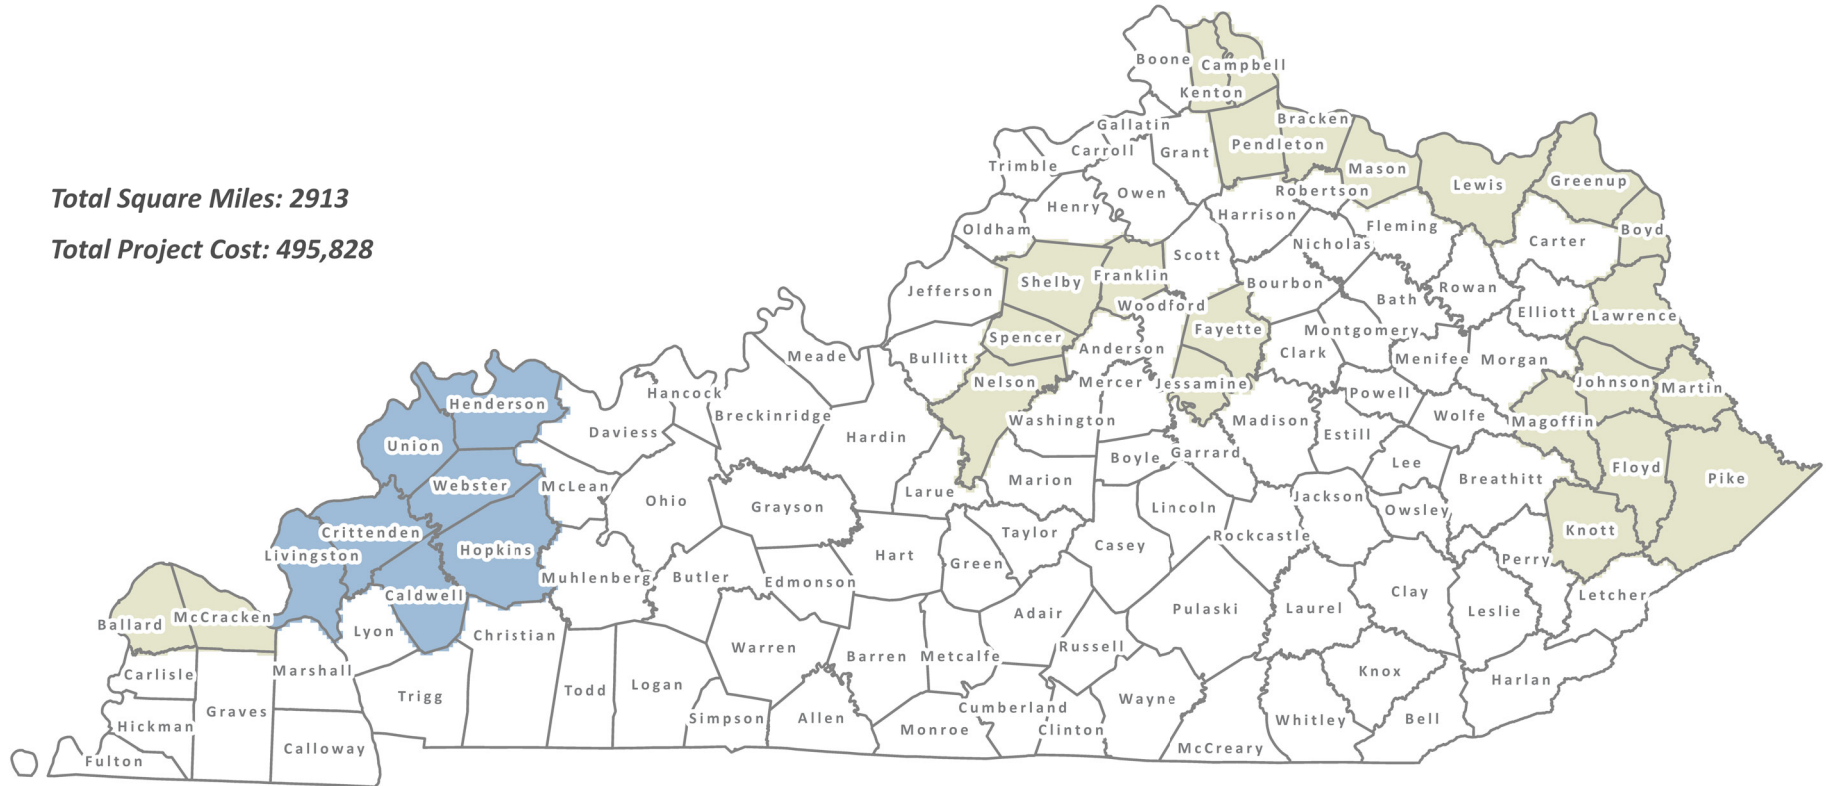 Total Square Miles: 2913
Total Project Cost: 495,828
Boone
Campbell
Kenton
Gallatin
Bracken
Carroll
Grant
Pendleton
Trimble
Mason
Owen
Robertson
Lewis
Greenup
Henry
Harrison
Fleming
Oldham
Nicholas
Carter
Boyd
Scott
Shelby
Franklin
Bourbon
Rowan
Jefferson
Woodford
Bath
Elliott
Lawrence
Spencer
Fayette
Montgomery
Anderson
Clark
Menifee
Morgan
Meade
Bullitt
Nelson
Mercer
Jessamine
Johnson
Martin
Hancock
Powell
Henderson
Breckinridge
Washington
Madison
Wolfe
Magoffin
Daviess
Hardin
Estill
Union
Boyle
Garrard
Lee
Floyd
Webster
McLean
Larue
Marion
Breathitt
Pike
Ohio
Grayson
Lincoln
Jackson
Owsley
Crittenden
Taylor
Rockcastle
Knott
Livingston
Hopkins
Hart
Green
Casey
Perry
Muhlenberg
Butler
Edmonson
Caldwell
Clay
Letcher
Ballard
McCracken
Lyon
Christian
Adair
Pulaski
Laurel
Leslie
Warren
Barren
Metcalfe
Russell
Carlisle
Marshall
Trigg
Todd
Logan
Knox
Harlan
Graves
Wayne
Hickman
Simpson
Allen
Cumberland
Monroe
Clinton
Whitley
Bell
Calloway
McCreary
Fulton